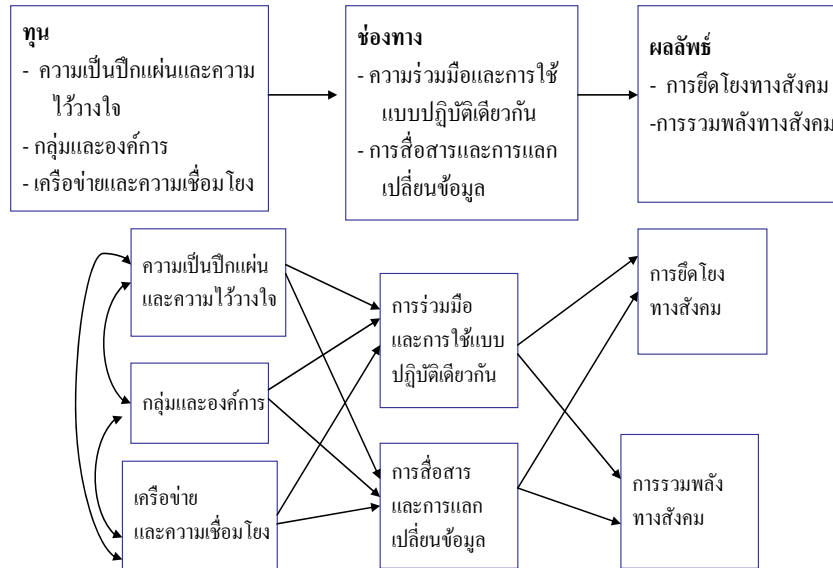 ทุน
- ความเป็นปึกแผ่นและความ
ไว้วางใจ
- กลุ่มและองค์การ
- เครือข่ายและความเชื่อมโยง
ช่องทาง
- ความร่วมมือและการใช้
แบบปฏิบัติเดียวกัน
- การสื่อสารและการแลก
เปลี่ยนข้อมูล
ผลลัพธ์
- การยึดโยงทางสังคม
-การรวมพลังทางสังคม
ความเป็นปึกแผ่น
และความไว้วางใจ
กลุ่มและองค์การ
เครือข่าย
และความเชื่อมโยง
การร่วมมือ
และการใช้แบบ
ปฏิบัติเดียวกัน
การสื่อสาร
และการแลก
เปลี่ยนข้อมูล
การยึดโยง
ทางสังคม
การรวมพลัง
ทางสังคม